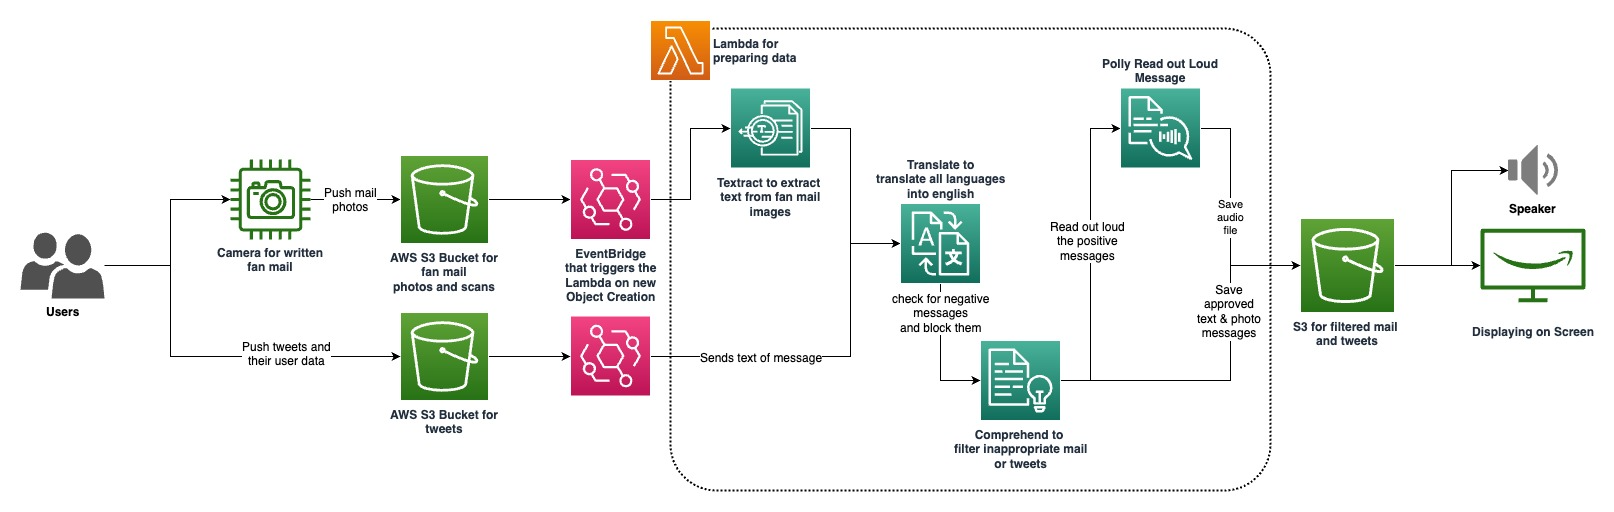 Users
Camera for written
fan mail
Push mail
photos
AWS S3 Bucket for
fan mail
photos and scans
EventBridge
that triggers the
Lambda on new
Object Creation
Push tweets and
their user data
AWS S3 Bucket for
tweets
Lambda for
preparing data
Textract to extract
text from fan mail
images
Sends text of message
Translate to
translate all languages
into english
A
文
check for negative
messages
and block them
Comprehend to
filter inappropriate mail
or tweets
Read out loud
the positive
messages
Polly Read out Loud
Message
Save
audio
file
Save
approved
text & photo
messages
S3 for filtered mail
and tweets
Speaker
Displaying on Screen